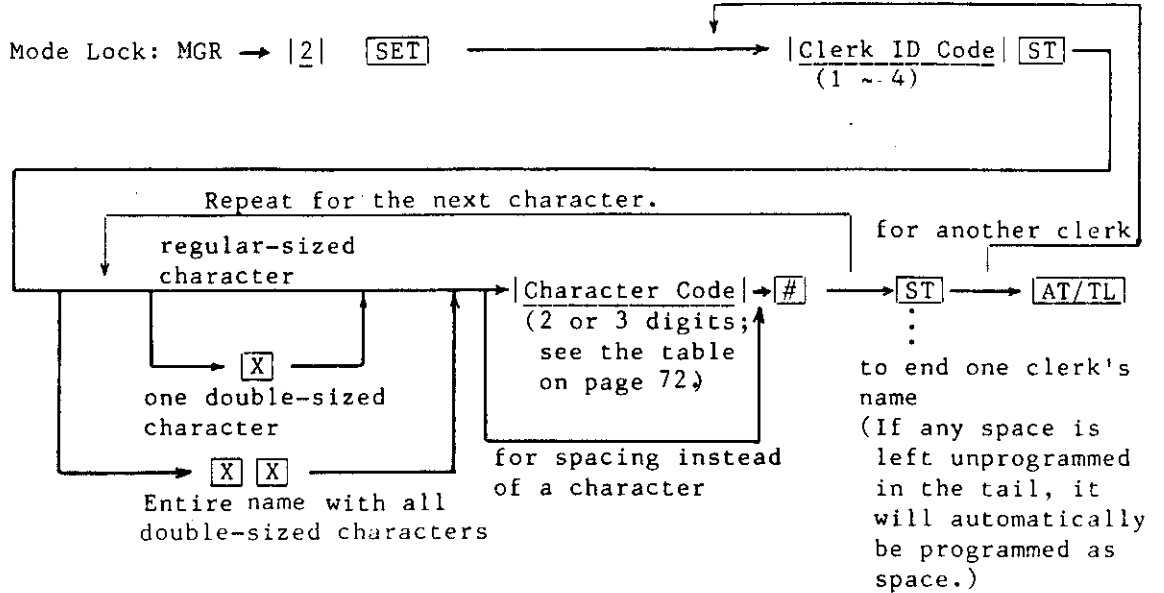 Mode Lock: MGR → |2| [SET] → |Clerk ID Code| [ST]
(1 ~ 4)
Repeat for the next character.
for another clerk
regular-sized
character
|Character Code| → [#] → [ST] → [AT/TL]
(2 or 3 digits;
see the table
on page 72.)
[X]
one double-sized
character
[X] [X]
Entire name with all
double-sized characters
for spacing instead
of a character
to end one clerk's
name
(If any space is
left unprogrammed
in the tail, it
will automatically
be programmed as
space.)